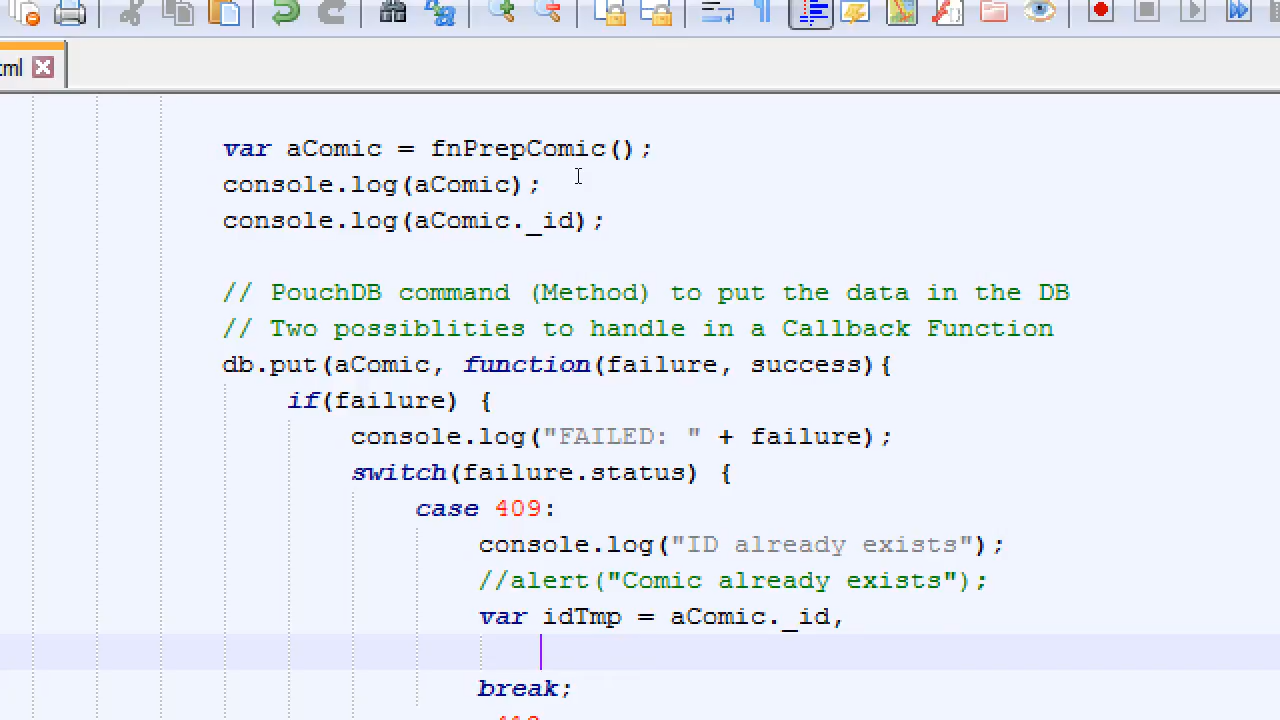 ml
var aComic = fnPrepComic();
console.log(aComic);
console.log(aComic._id);
// PouchDB command (Method) to put the data in the DB
// Two possiblities to handle in a Callback Function
db.put(aComic, function(failure, success){
if(failure) {
console.log("FAILED: " + failure);
switch(failure.status) {
case 409:
console.log("ID already exists");
//alert("Comic already exists");
var idTmp = aComic._id,
break;